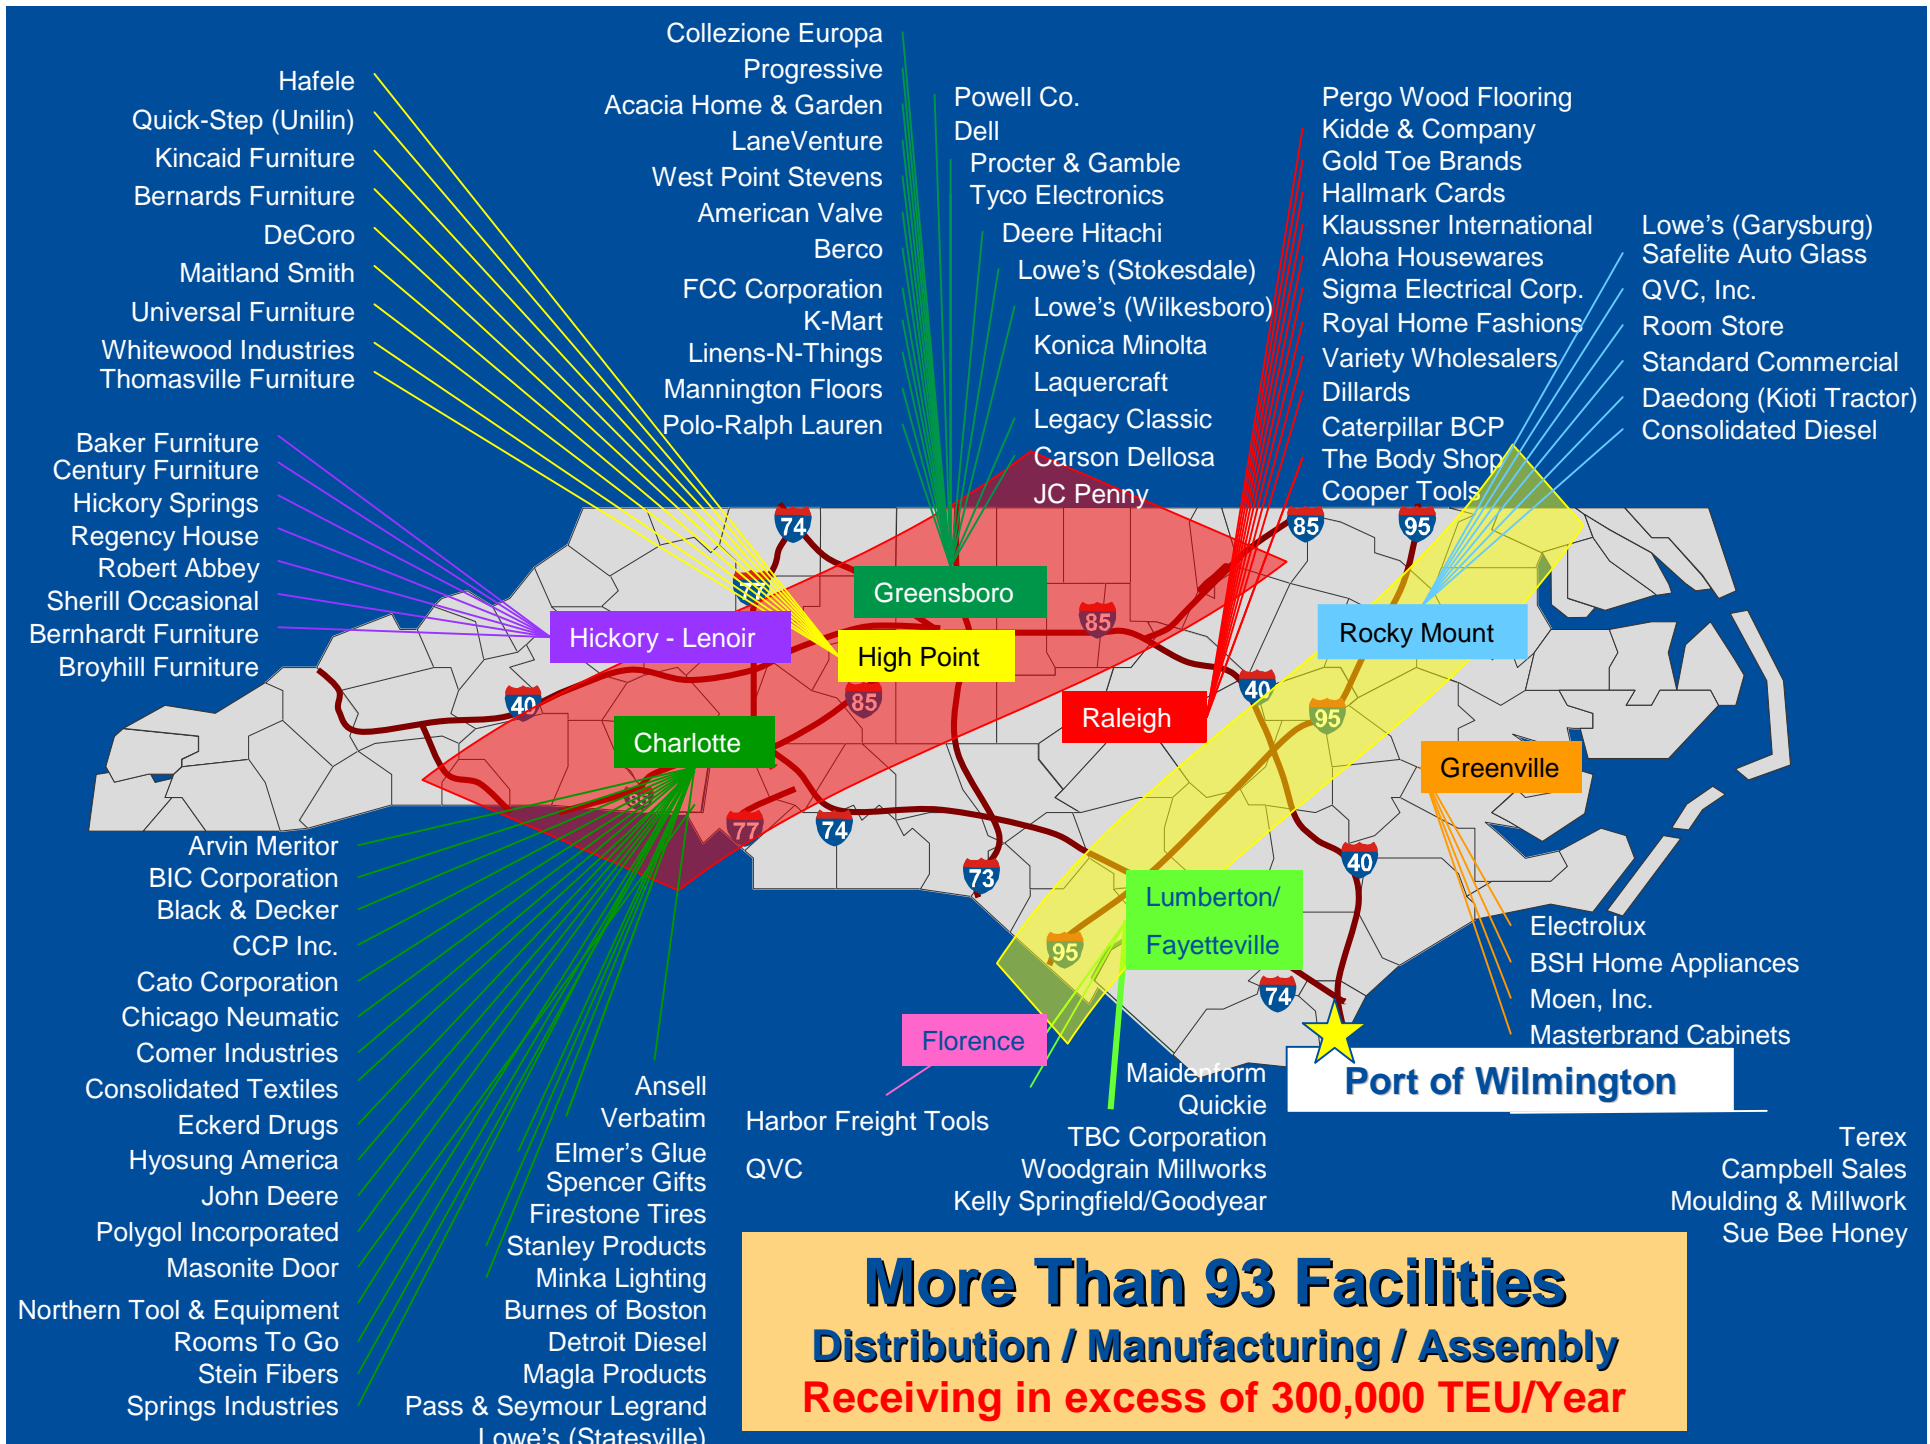 Collezione Europa
Progressive
Acacia Home & Garden
LaneVenture
West Point Stevens
American Valve
Berco
FCC Corporation
K-Mart
Linens-N-Things
Mannington Floors
Polo-Ralph Lauren
Hafele
Quick-Step (Unilin)
Kincaid Furniture
Bernards Furniture
DeCoro
Maitland Smith
Universal Furniture
Whitewood Industries
Thomasville Furniture
Baker Furniture
Century Furniture
Hickory Springs
Regency House
Robert Abbey
Sherill Occasional
Bernhardt Furniture
Broyhill Furniture
Powell Co.
Dell
Procter & Gamble
Tyco Electronics
Deere Hitachi
Lowe's (Stokesdale)
Lowe's (Wilkesboro)
Konica Minolta
Laquercraft
Legacy Classic
Carson Dellosa
JC Penny
Pergo Wood Flooring
Kidde & Company
Gold Toe Brands
Hallmark Cards
Klaussner International
Aloha Housewares
Sigma Electrical Corp.
Royal Home Fashions
Variety Wholesalers
Dillards
Caterpillar BCP
The Body Shop
Cooper Tools
Lowe's (Garysburg)
Safelite Auto Glass
QVC, Inc.
Room Store
Standard Commercial
Daedong (Kioti Tractor)
Consolidated Diesel
74
85
95
77
Greensboro
85
Hickory - Lenoir
High Point
Rocky Mount
40
85
40
95
Raleigh
Charlotte
Greenville
85
77
74
73
40
Lumberton/
Fayetteville
95
74
Florence
Port of Wilmington
Electrolux
BSH Home Appliances
Moen, Inc.
Masterbrand Cabinets
Arvin Meritor
BIC Corporation
Black & Decker
CCP Inc.
Cato Corporation
Chicago Neumatic
Comer Industries
Consolidated Textiles
Eckerd Drugs
Hyosung America
John Deere
Polygol Incorporated
Masonite Door
Northern Tool & Equipment
Rooms To Go
Stein Fibers
Springs Industries
Ansell
Verbatim
Elmer's Glue
Spencer Gifts
Firestone Tires
Stanley Products
Minka Lighting
Burnes of Boston
Detroit Diesel
Magla Products
Pass & Seymour Legrand
Lowe's (Statesville)
Harbor Freight Tools
QVC
Maidenform
Quickie
TBC Corporation
Woodgrain Millworks
Kelly Springfield/Goodyear
Terex
Campbell Sales
Moulding & Millwork
Sue Bee Honey
More Than 93 Facilities
Distribution / Manufacturing / Assembly
Receiving in excess of 300,000 TEU/Year